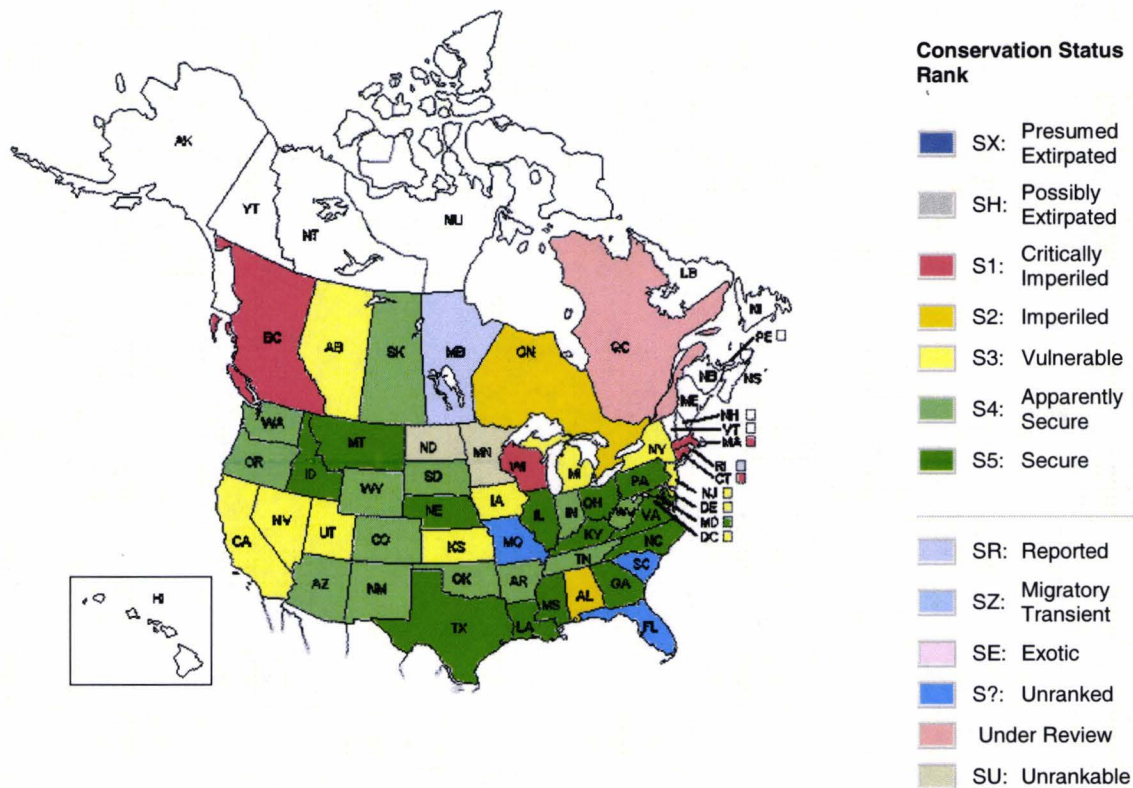 AK
YT
NT
NU
BC
AB
SK
MB
ON
QC
LB
NI
PE
NB
NS
ME
NH
VT
MA
RI
CT
NJ
DE
MD
DC
WA
MT
ND
MN
WI
MI
NY
OR
ID
WY
SD
IA
NE
IL
IN
OH
PA
WV
VA
CA
NV
UT
CO
KS
MO
KY
NC
TN
SC
AZ
NM
OK
AR
MS
AL
GA
TX
LA
FL
HI
Conservation Status
Rank
SX: Presumed
Extirpated
SH: Possibly
Extirpated
S1: Critically
Imperiled
S2: Imperiled
S3: Vulnerable
S4: Apparently
Secure
S5: Secure
SR: Reported
SZ: Migratory
Transient
SE: Exotic
S?: Unranked
Under Review
SU: Unrankable